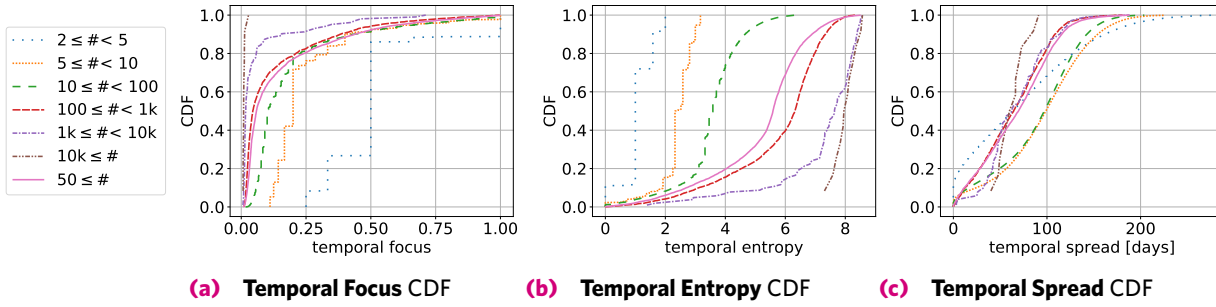 2 ≤ #< 5
5 ≤ #< 10
10 ≤ #< 100
100 ≤ #< 1k
1k ≤ #< 10k
10k ≤ #
50 ≤ #
CDF
1.0
0.8
0.6
0.4
0.2
0.0
0.00 0.25 0.50 0.75 1.00
temporal focus
CDF
1.0
0.8
0.6
0.4
0.2
0.0
0 2 4 6 8
temporal entropy
CDF
1.0
0.8
0.6
0.4
0.2
0.0
0 100 200
temporal spread [days]
(a) Temporal Focus CDF
(b) Temporal Entropy CDF
(c) Temporal Spread CDF